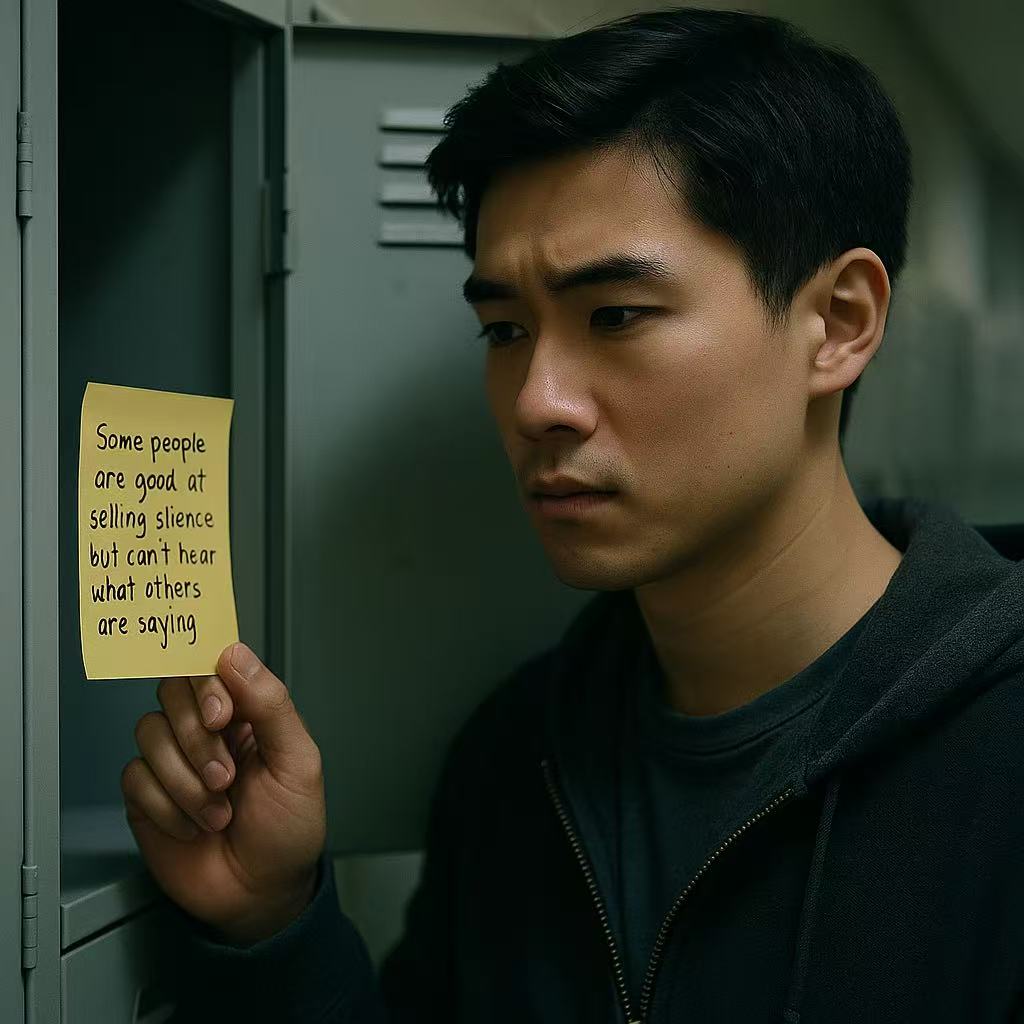 Some people
are good at
selling slience
but can't hear
what others
are saying